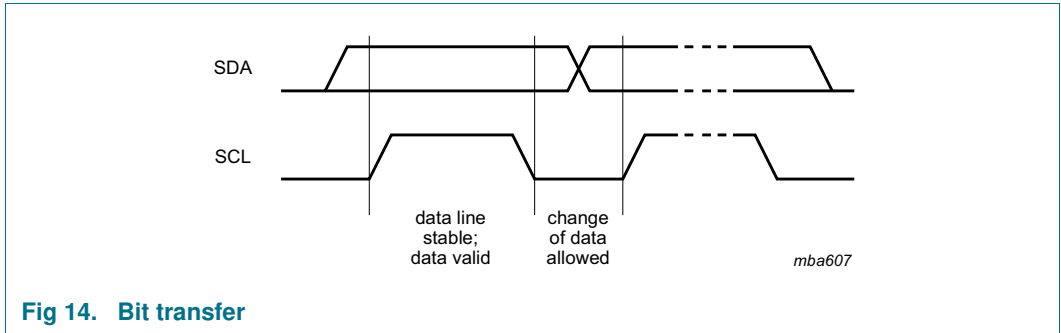 SDA
SCL
data line
stable;
data valid
change
of data
allowed
mba607
Fig 14. Bit transfer